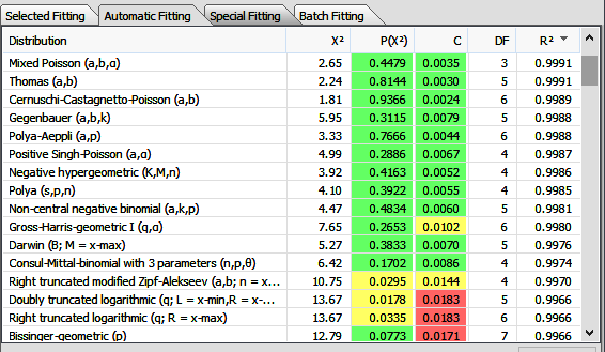 Selected Fitting Automatic Fitting Special Fitting Batch Fitting
Distribution X² P(X²) C DF R²
Mixed Poisson (a,b,α) 2.65 0.4479 0.0035 3 0.9991
Thomas (a,b) 2.24 0.8144 0.0030 5 0.9991
Cernuschi-Castagnetto-Poisson (a,b) 1.81 0.9366 0.0024 6 0.9989
Gegenbauer (a,b,k) 5.95 0.3115 0.0079 5 0.9988
Polya-Aeppli (a,p) 3.33 0.7666 0.0044 6 0.9988
Positive Singh-Poisson (a,α) 4.99 0.2886 0.0067 4 0.9987
Negative hypergeometric (K,M,n) 3.92 0.4163 0.0052 4 0.9986
Polya (s,p,n) 4.10 0.3922 0.0055 4 0.9985
Non-central negative binomial (a,k,p) 4.47 0.4834 0.0060 5 0.9981
Gross-Harris-geometric I (q,α) 7.65 0.2653 0.0102 6 0.9980
Darwin (B; M = x-max) 5.27 0.3833 0.0070 5 0.9976
Consul-Mittal-binomial with 3 parameters (n,p,θ) 6.42 0.1702 0.0086 4 0.9974
Right truncated modified Zipf-Alekseev (a,b; n = x... 10.75 0.0295 0.0144 4 0.9970
Doubly truncated logarithmic (q; L = x-min,R = x-... 13.67 0.0178 0.0183 5 0.9966
Right truncated logarithmic (q; R = x-max) 13.67 0.0335 0.0183 6 0.9966
Bissinger-geometric (p) 12.79 0.0773 0.0171 7 0.9966